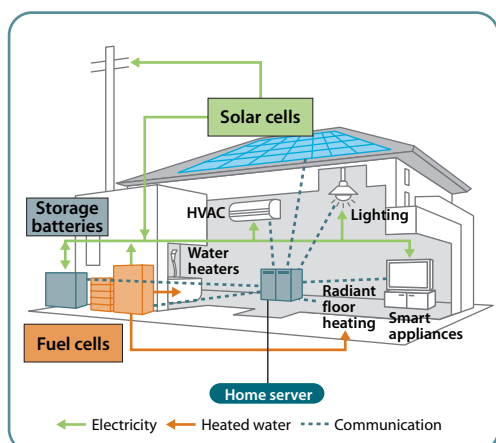 Solar cells
HVAC
Lighting
Storage
batteries
Water
heaters
Radiant
floor
heating
Smart
appliances
Fuel cells
Home server
Electricity
Heated water
Communication